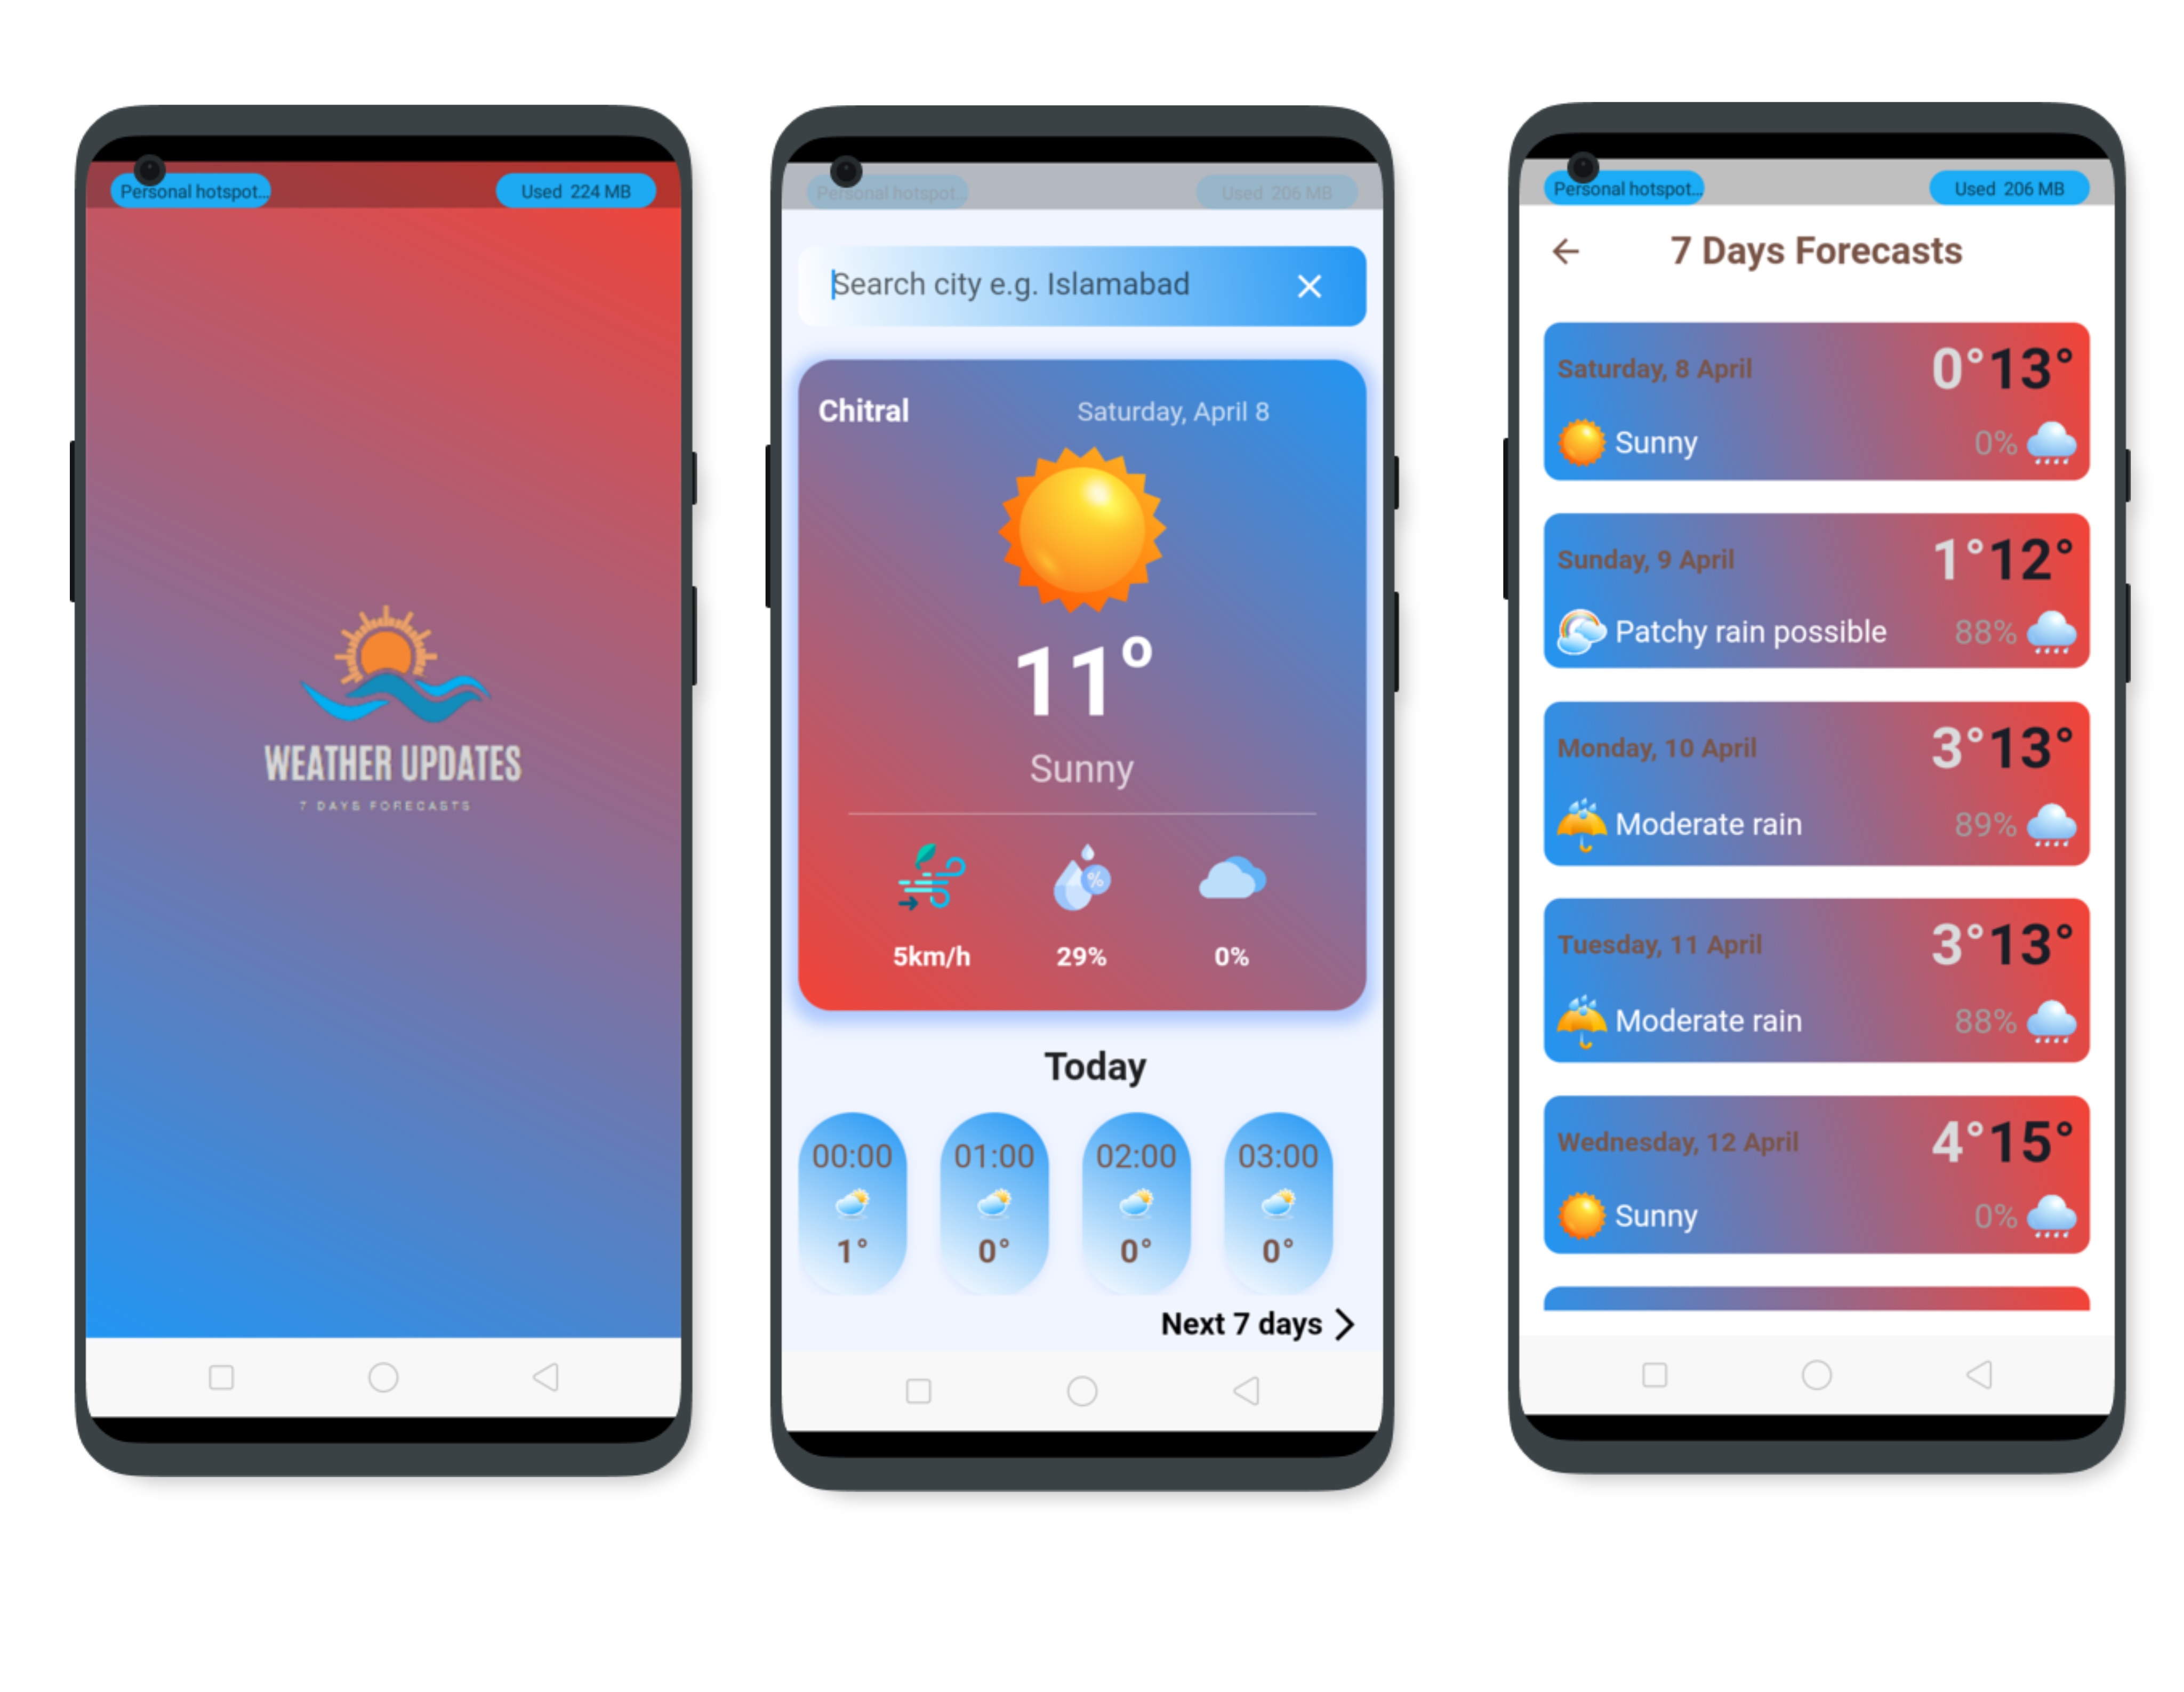 Personal hotspot...
Used 224 MB
WEATHER UPDATES
7 DAYS FORECASTS
Personal hotspot...
Used 206 MB
Search city e.g. Islamabad
Chitral
Saturday, April 8
11°
Sunny
%
5km/h
29%
0%
Today
00:00
01:00
02:00
03:00
1°
0°
0°
0°
Next 7 days
Personal hotspot...
Used 206 MB
7 Days Forecasts
Saturday, 8 April
0°13°
Sunny
0%
Sunday, 9 April
1°12°
Patchy rain possible
88%
Monday, 10 April
3°13°
Moderate rain
89%
Tuesday, 11 April
3°13°
Moderate rain
88%
Wednesday, 12 April
4°15°
Sunny
0%